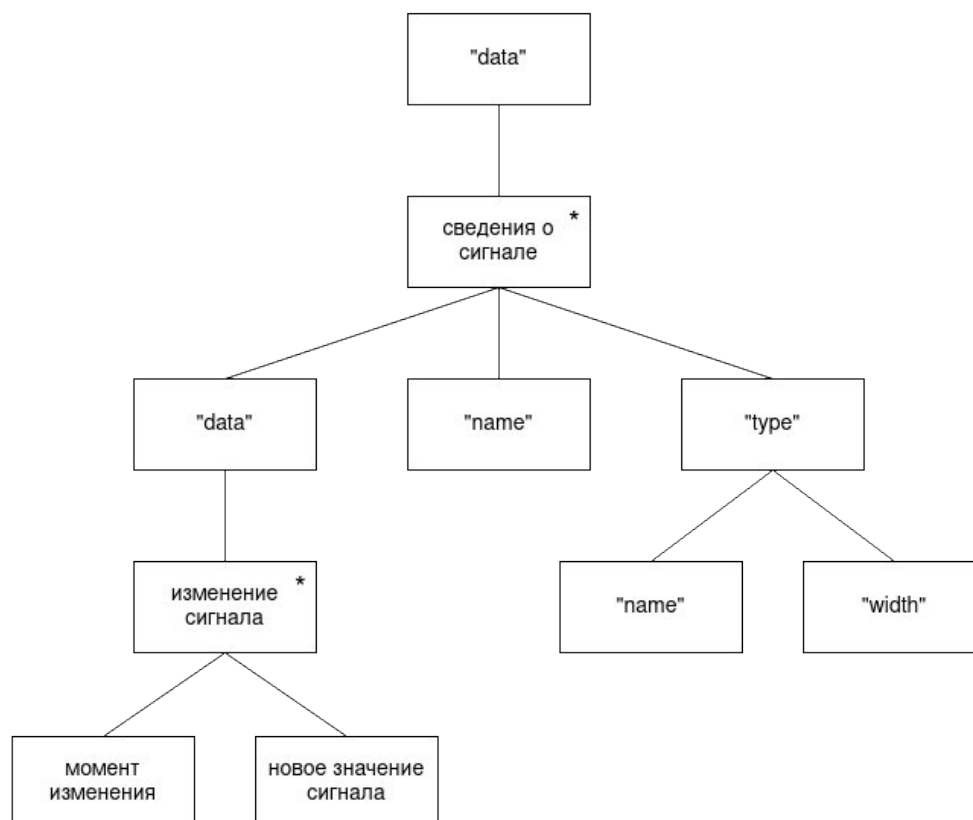 "data"
*
сведения о
сигнале
"data"
"name"
"type"
*
изменение
сигнала
"name"
"width"
момент
изменения
новое значение
сигнала